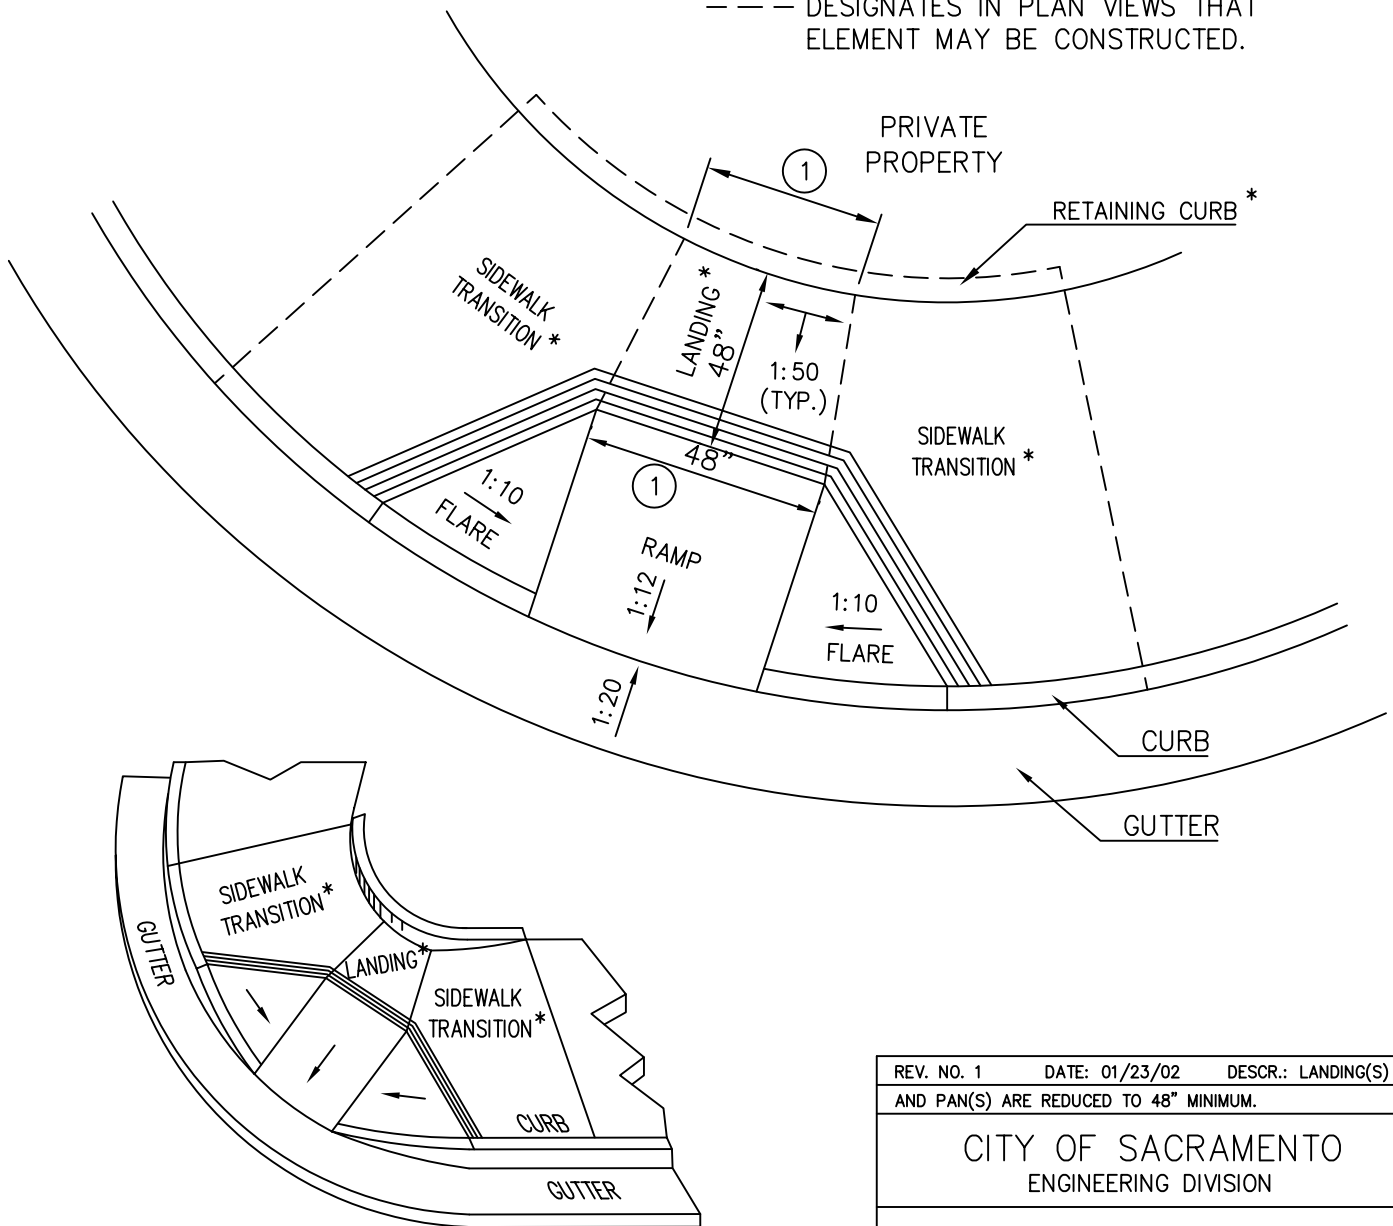 — — — DESIGNATES IN PLAN VIEWS THAT
ELEMENT MAY BE CONSTRUCTED.
PRIVATE
PROPERTY
1
RETAINING CURB *
SIDEWALK
TRANSITION *
LANDING *
48"
1:50
(TYP.)
SIDEWALK
TRANSITION *
48"
1
1:10
FLARE
RAMP
1:12
1:10
FLARE
1:20
CURB
GUTTER
SIDEWALK
TRANSITION *
GUTTER
LANDING *
SIDEWALK
TRANSITION *
CURB
GUTTER
REV. NO. 1 DATE: 01/23/02 DESCR.: LANDING(S)
AND PAN(S) ARE REDUCED TO 48" MINIMUM.
CITY OF SACRAMENTO
ENGINEERING DIVISION